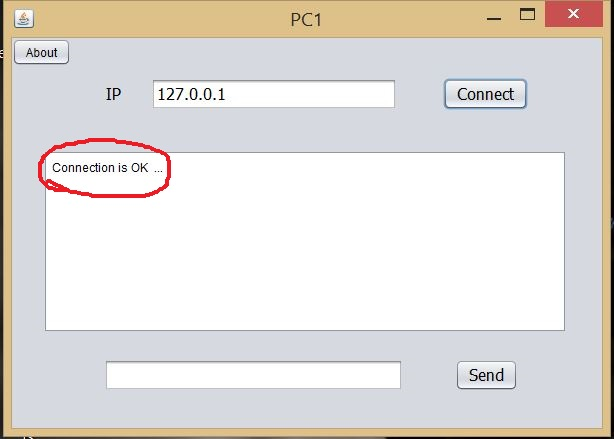 PC1
About
IP 127.0.0.1 Connect
Connection is OK ...
Send